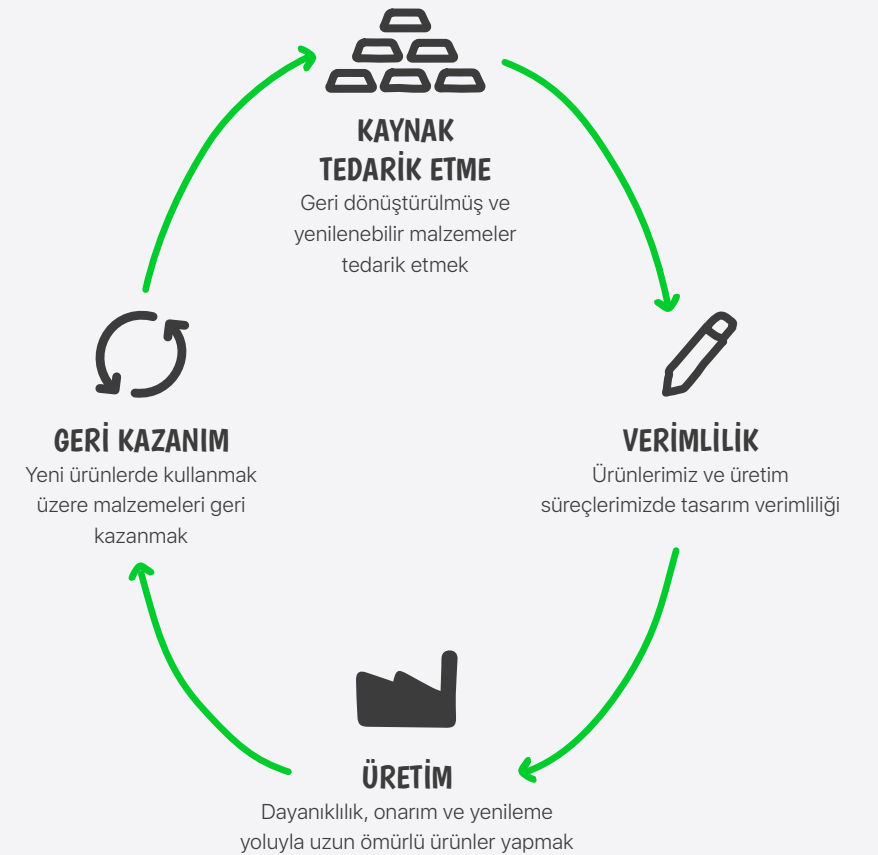 KAYNAK
TEDARİK ETME
Geri dönüştürülmüş ve
yenilenebilir malzemeler
tedarik etmek
GERİ KAZANIM
Yeni ürünlerde kullanmak
üzere malzemeleri geri
kazanmak
VERİMLİLİK
Ürünlerimiz ve üretim
süreçlerimizde tasarım verimliliği
ÜRETİM
Dayanıklılık, onarım ve yenileme
yoluyla uzun ömürlü ürünler yapmak